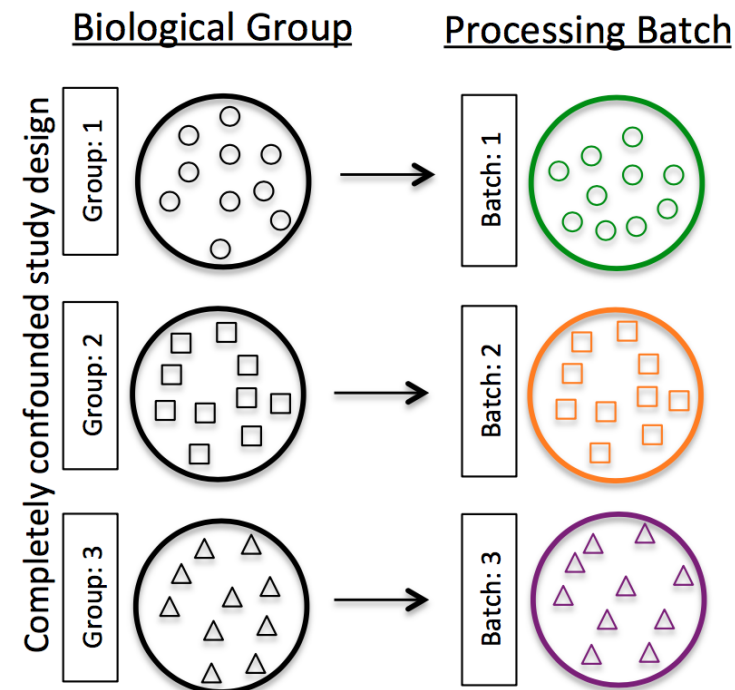 Biological Group
Processing Batch
Completely confounded study design
Group: 1
Batch: 1
Group: 2
Batch: 2
Group: 3
Batch: 3